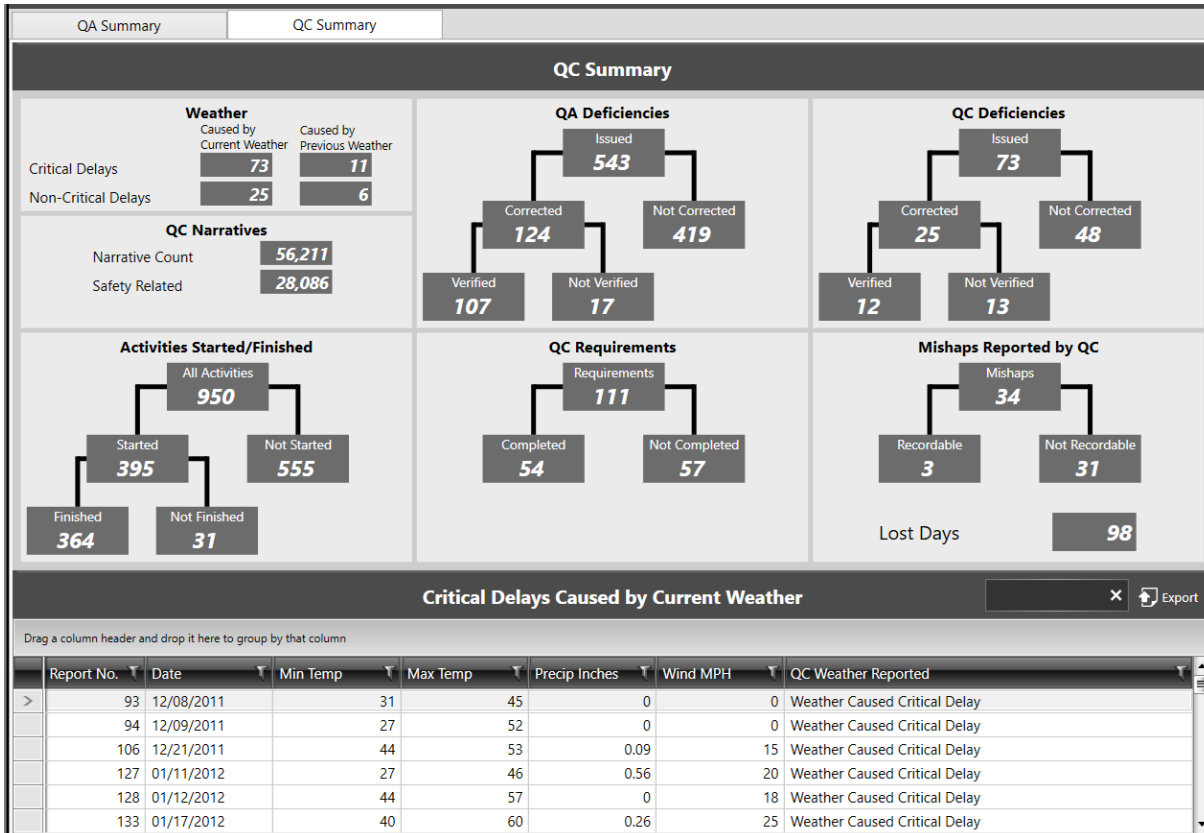 QA Summary
QC Summary
QC Summary
Weather
Caused by Current Weather
Caused by Previous Weather
Critical Delays 73 11
Non-Critical Delays 25 6
QC Narratives
Narrative Count 56,211
Safety Related 28,086
QA Deficiencies
Issued
543
Corrected
124
Not Corrected
419
Verified
107
Not Verified
17
QC Deficiencies
Issued
73
Corrected
25
Not Corrected
48
Verified
12
Not Verified
13
Activities Started/Finished
All Activities
950
Started
395
Not Started
555
Finished
364
Not Finished
31
QC Requirements
Requirements
111
Completed
54
Not Completed
57
Mishaps Reported by QC
Mishaps
34
Recordable
3
Not Recordable
31
Lost Days 98
Critical Delays Caused by Current Weather
Export
Drag a column header and drop it here to group by that column
Report No. Date Min Temp Max Temp Precip Inches Wind MPH QC Weather Reported
93 12/08/2011 31 45 0 0 Weather Caused Critical Delay
94 12/09/2011 27 52 0 0 Weather Caused Critical Delay
106 12/21/2011 44 53 0.09 15 Weather Caused Critical Delay
127 01/11/2012 27 46 0.56 20 Weather Caused Critical Delay
128 01/12/2012 44 57 0 18 Weather Caused Critical Delay
133 01/17/2012 40 60 0.26 25 Weather Caused Critical Delay